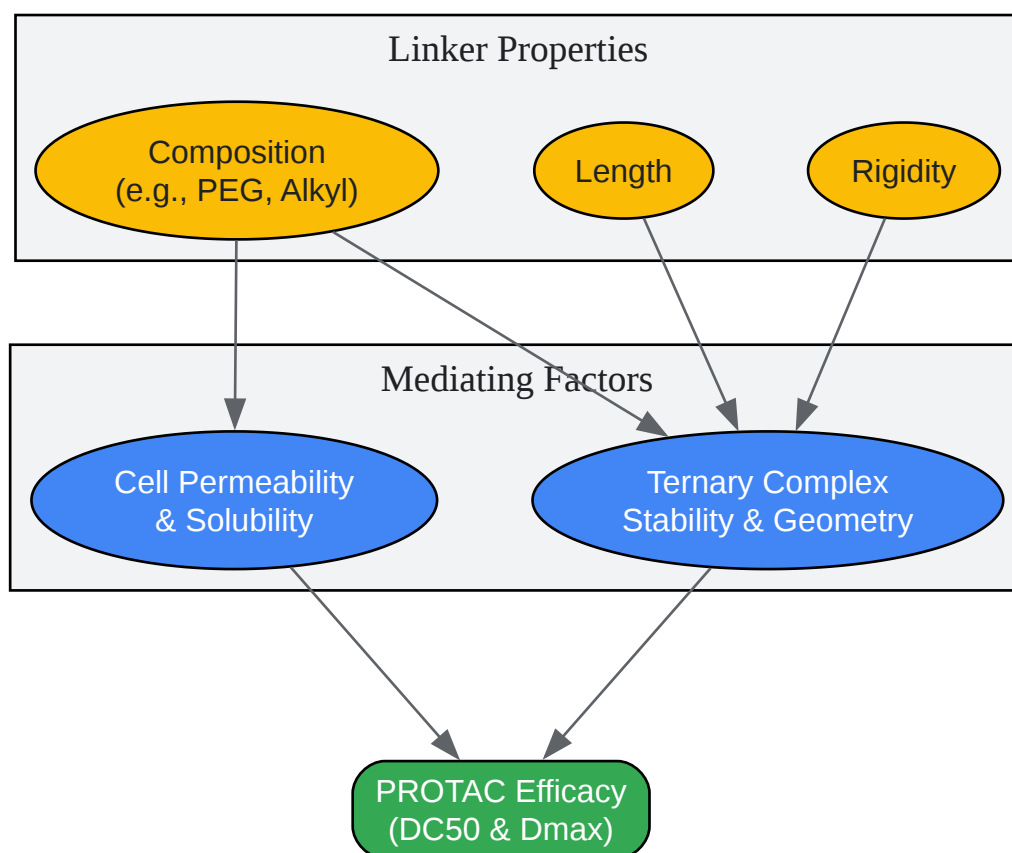 Linker Properties
Composition
(e.g., PEG, Alkyl)
Length
Rigidity
Mediating Factors
Cell Permeability
& Solubility
Ternary Complex
Stability & Geometry
PROTAC Efficacy
(DC50 & Dmax)